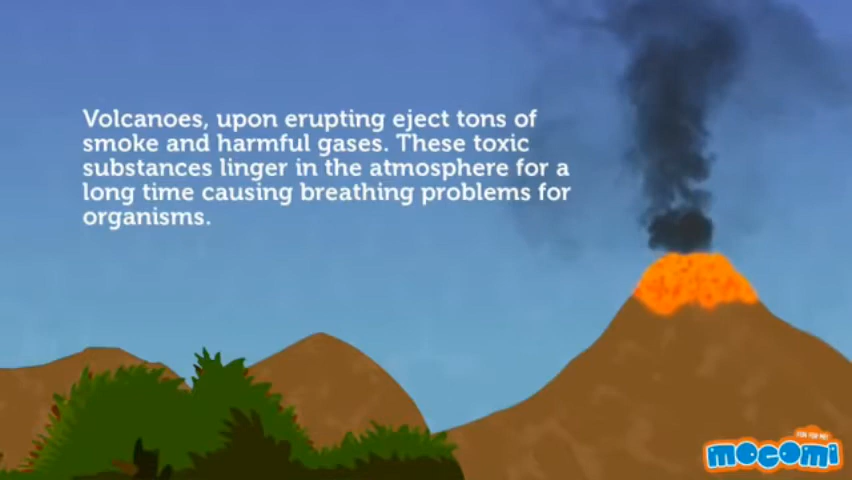 Volcanoes, upon erupting eject tons of
smoke and harmful gases. These toxic
substances linger in the atmosphere for a
long time causing breathing problems for
organisms.
FUN FOR ME!
mocomi